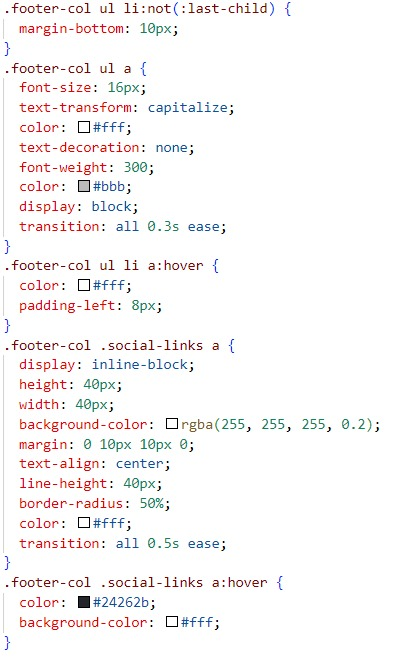 .footer-col ul li:not(:last-child) {
  margin-bottom: 10px;
}
.footer-col ul a {
  font-size: 16px;
  text-transform: capitalize;
  color: #fff;
  text-decoration: none;
  font-weight: 300;
  color: #bbb;
  display: block;
  transition: all 0.3s ease;
}
.footer-col ul li a:hover {
  color: #fff;
  padding-left: 8px;
}
.footer-col .social-links a {
  display: inline-block;
  height: 40px;
  width: 40px;
  background-color: rgba(255, 255, 255, 0.2);
  margin: 0 10px 10px 0;
  text-align: center;
  line-height: 40px;
  border-radius: 50%;
  color: #fff;
  transition: all 0.5s ease;
}
.footer-col .social-links a:hover {
  color: #24262b;
  background-color: #fff;
}